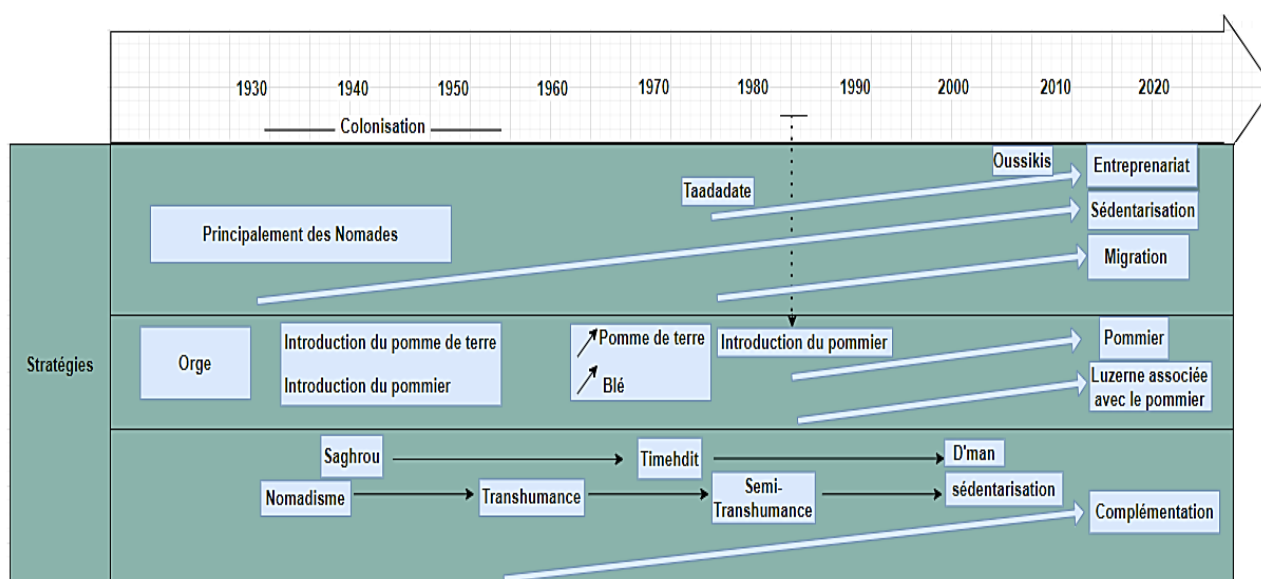 1930 1940 1950 1960 1970 1980 1990 2000 2010 2020
Colonisation
Stratégies
Oussikis
Entreprenariat
Taadadate
Sédentarisation
Principalement des Nomades
Migration
Orge
Introduction du pomme de terre
Introduction du pommier
Pomme de terre
Blé
Introduction du pommier
Pommier
Luzerne associée
avec le pommier
Saghrou
Timehdit
D'man
Nomadisme
Transhumance
Semi-
Transhumance
sédentarisation
Complémentation